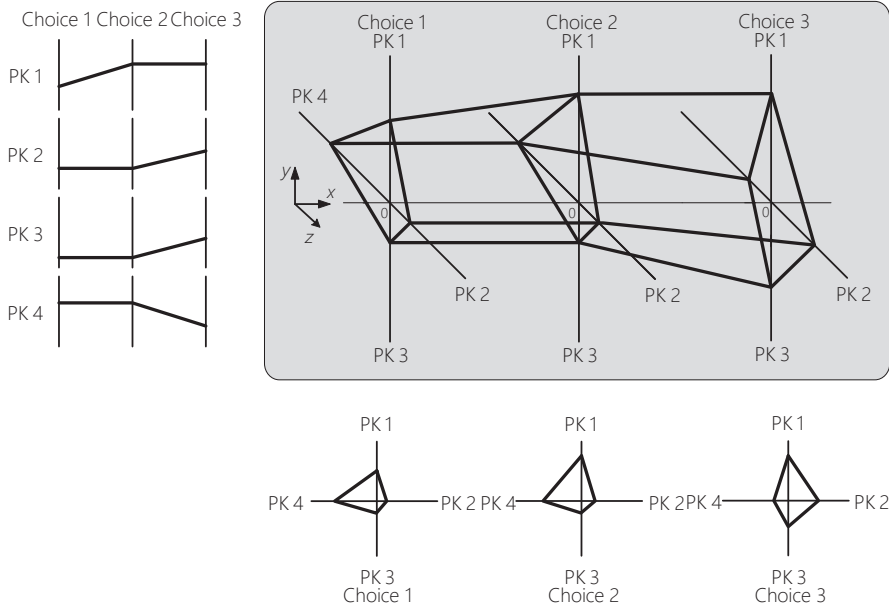 Choice 1 Choice 2 Choice 3
PK 1
PK 2
PK 3
PK 4
Choice 1 Choice 2 Choice 3
PK 1 PK 1 PK 1
PK 4
y x
z
0 0 0
PK 2 PK 2 PK 2
PK 3 PK 3 PK 3
PK 1 PK 1 PK 1
PK 4 PK 2 PK 4 PK 2 PK 4 PK 2
PK 3 PK 3 PK 3
Choice 1 Choice 2 Choice 3